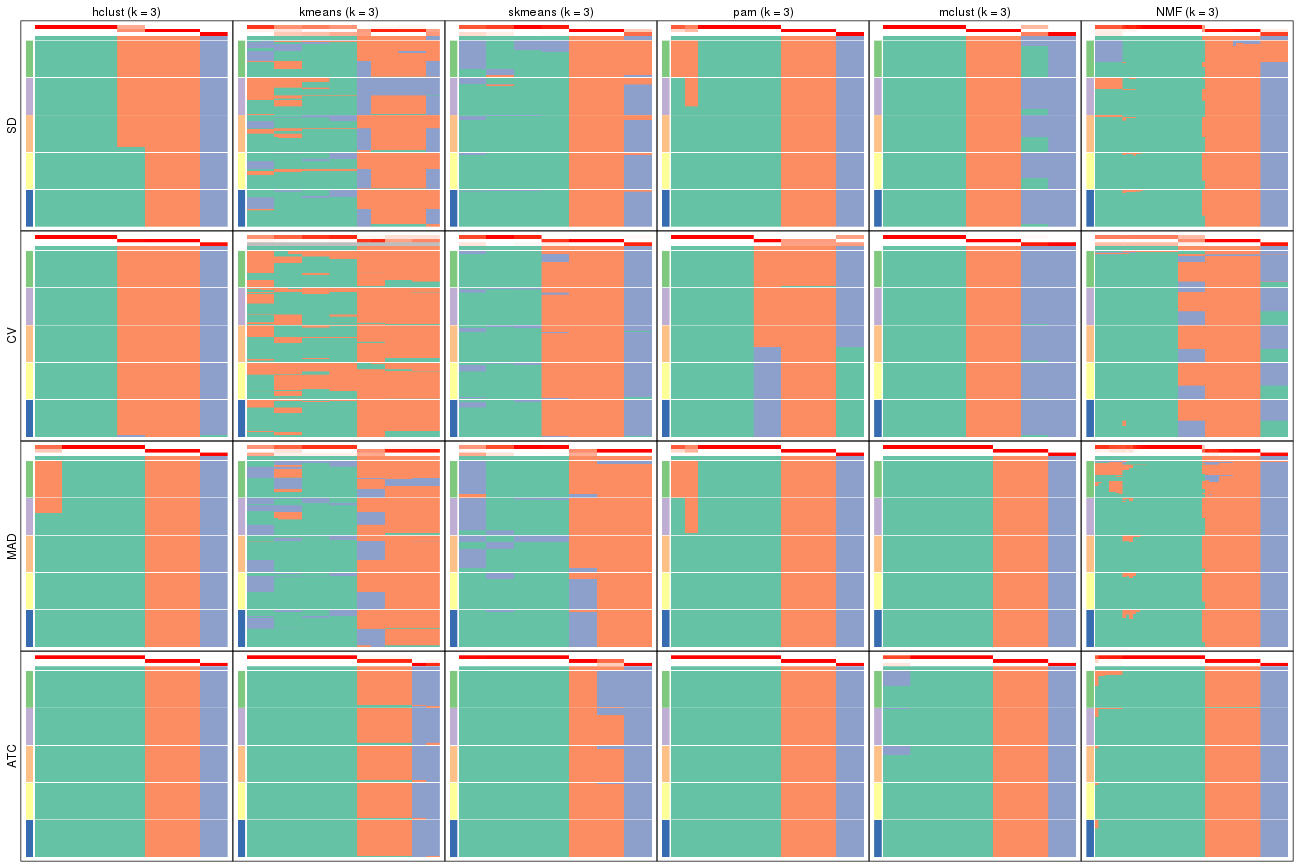 hclust (k = 3)
kmeans (k = 3)
skmeans (k = 3)
pam (k = 3)
mclust (k = 3)
NMF (k = 3)
SD
CV
MAD
ATC